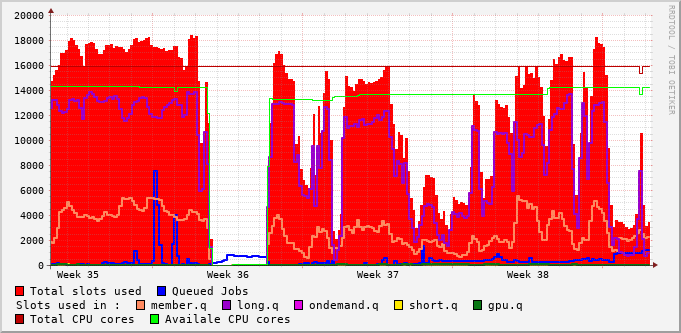 20000
18000
16000
14000
12000
10000
8000
6000
4000
2000
0
Week 35 Week 36 Week 37 Week 38
RRDTOOL / TOBI OETIKER
Total slots used Queued Jobs
Slots used in : member.q long.q ondemand.q short.q gpu.q
Total CPU cores Availale CPU cores